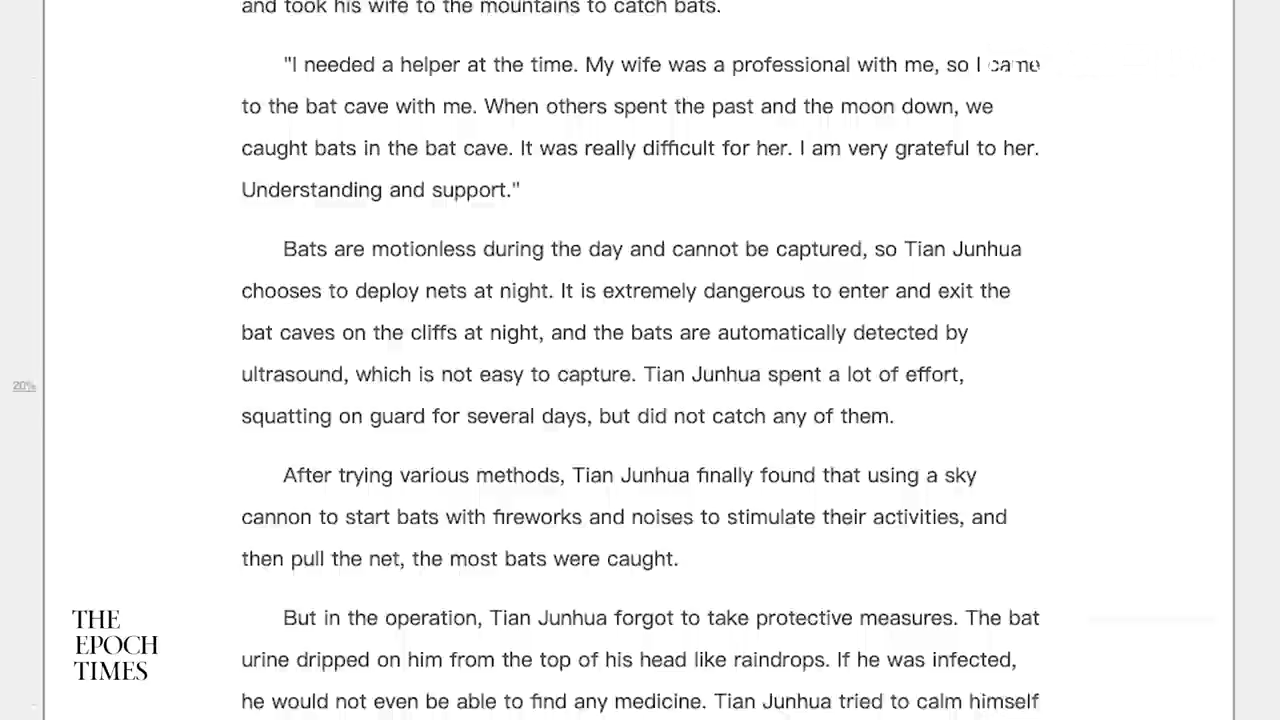 and took his wife to the mountains to catch bats.
"I needed a helper at the time. My wife was a professional with me, so I came
to the bat cave with me. When others spent the past and the moon down, we
caught bats in the bat cave. It was really difficult for her. I am very grateful to her.
Understanding and support."
Bats are motionless during the day and cannot be captured, so Tian Junhua
chooses to deploy nets at night. It is extremely dangerous to enter and exit the
bat caves on the cliffs at night, and the bats are automatically detected by
ultrasound, which is not easy to capture. Tian Junhua spent a lot of effort,
squatting on guard for several days, but did not catch any of them.
After trying various methods, Tian Junhua finally found that using a sky
cannon to start bats with fireworks and noises to stimulate their activities, and
then pull the net, the most bats were caught.
But in the operation, Tian Junhua forgot to take protective measures. The bat
urine dripped on him from the top of his head like raindrops. If he was infected,
he would not even be able to find any medicine. Tian Junhua tried to calm himself
20%
THE
EPOCH
TIMES